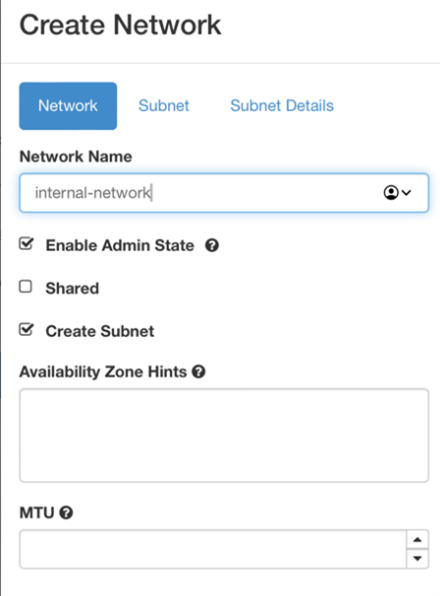 Create Network
Network Subnet Subnet Details
Network Name
internal-network
Enable Admin State
Shared
Create Subnet
Availability Zone Hints
MTU